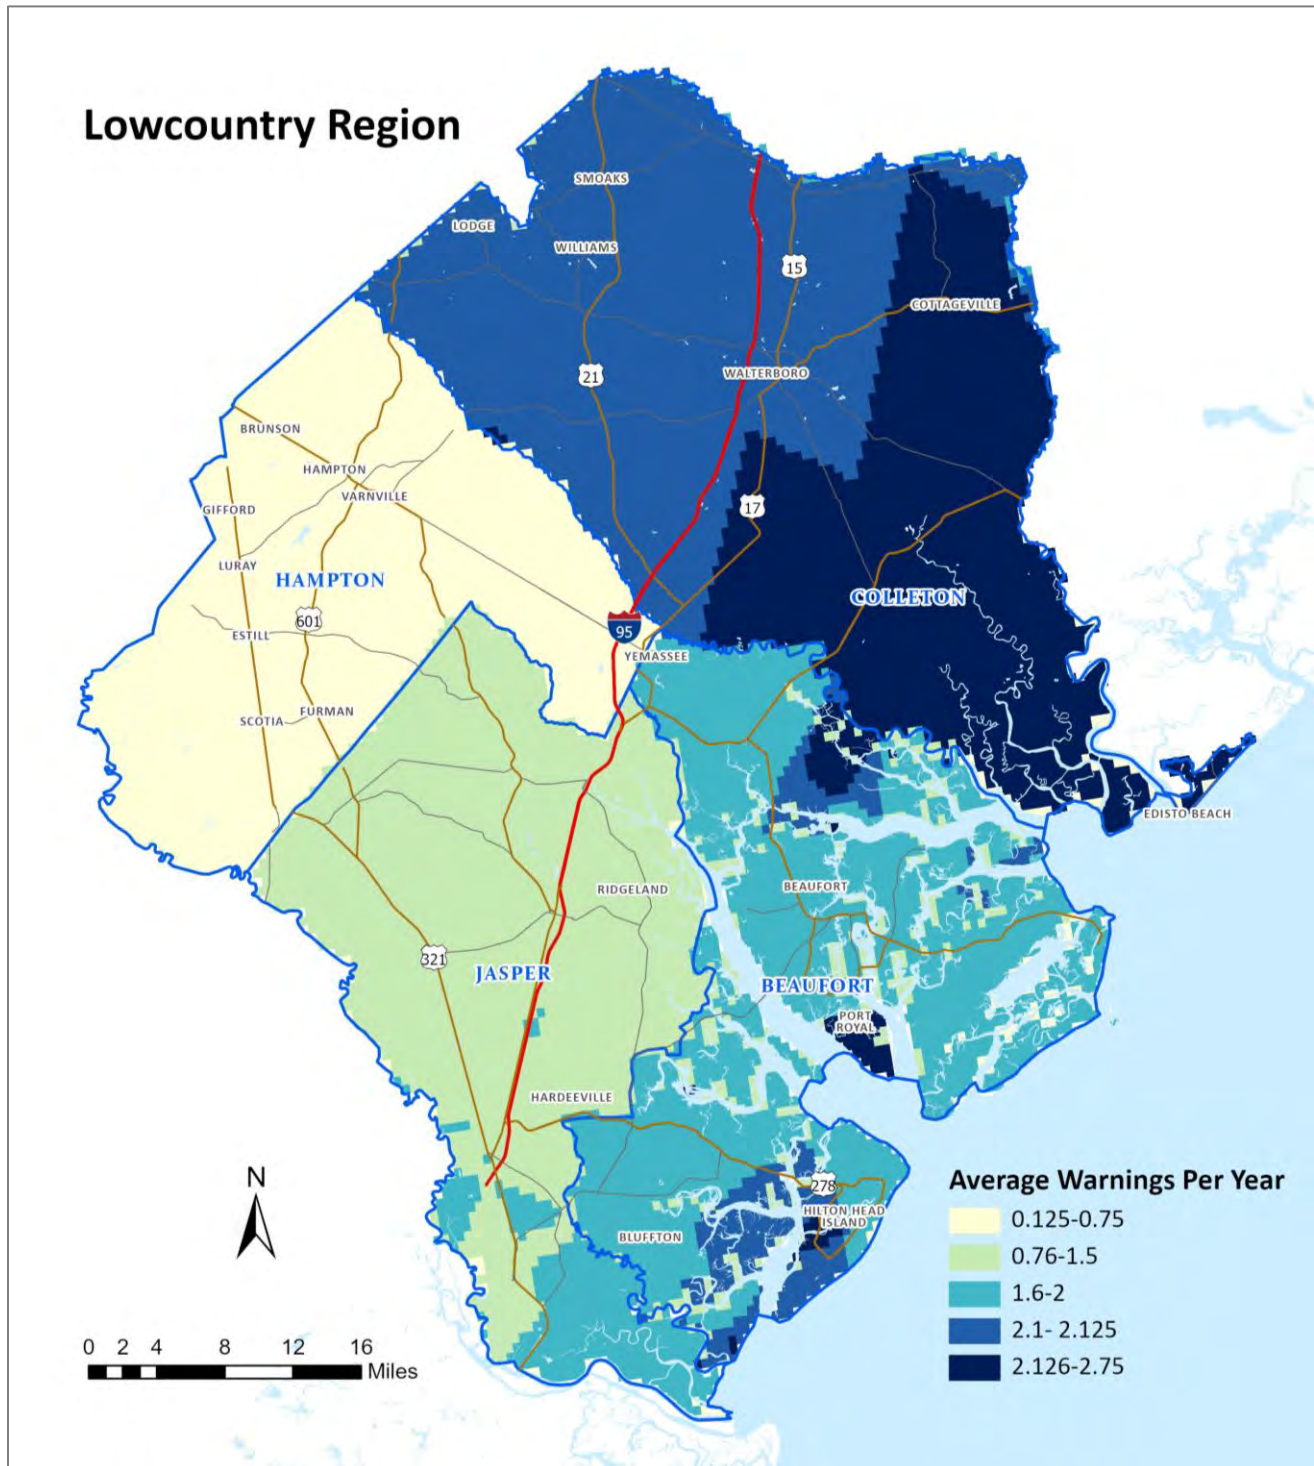 Lowcountry Region
SMOAKS
LODGE
WILLIAMS
15
COTTAGEVILLE
21
WALTERBORO
BRUNSON
HAMPTON
VARNVILLE
GIFFORD
17
LURAY
HAMPTON
COLLETON
601
95
ESTILL
YEMASSEE
SCOTIA
FURMAN
EDISTO BEACH
RIDGELAND
BEAUFORT
321
JASPER
BEAUFORT
PORT
ROYAL
HARDEEVILLE
N
278
HILTON HEAD
ISLAND
BLUFFTON
Average Warnings Per Year
0.125-0.75
0.76-1.5
1.6-2
2.1- 2.125
2.126-2.75
0 2 4 8 12 16
Miles